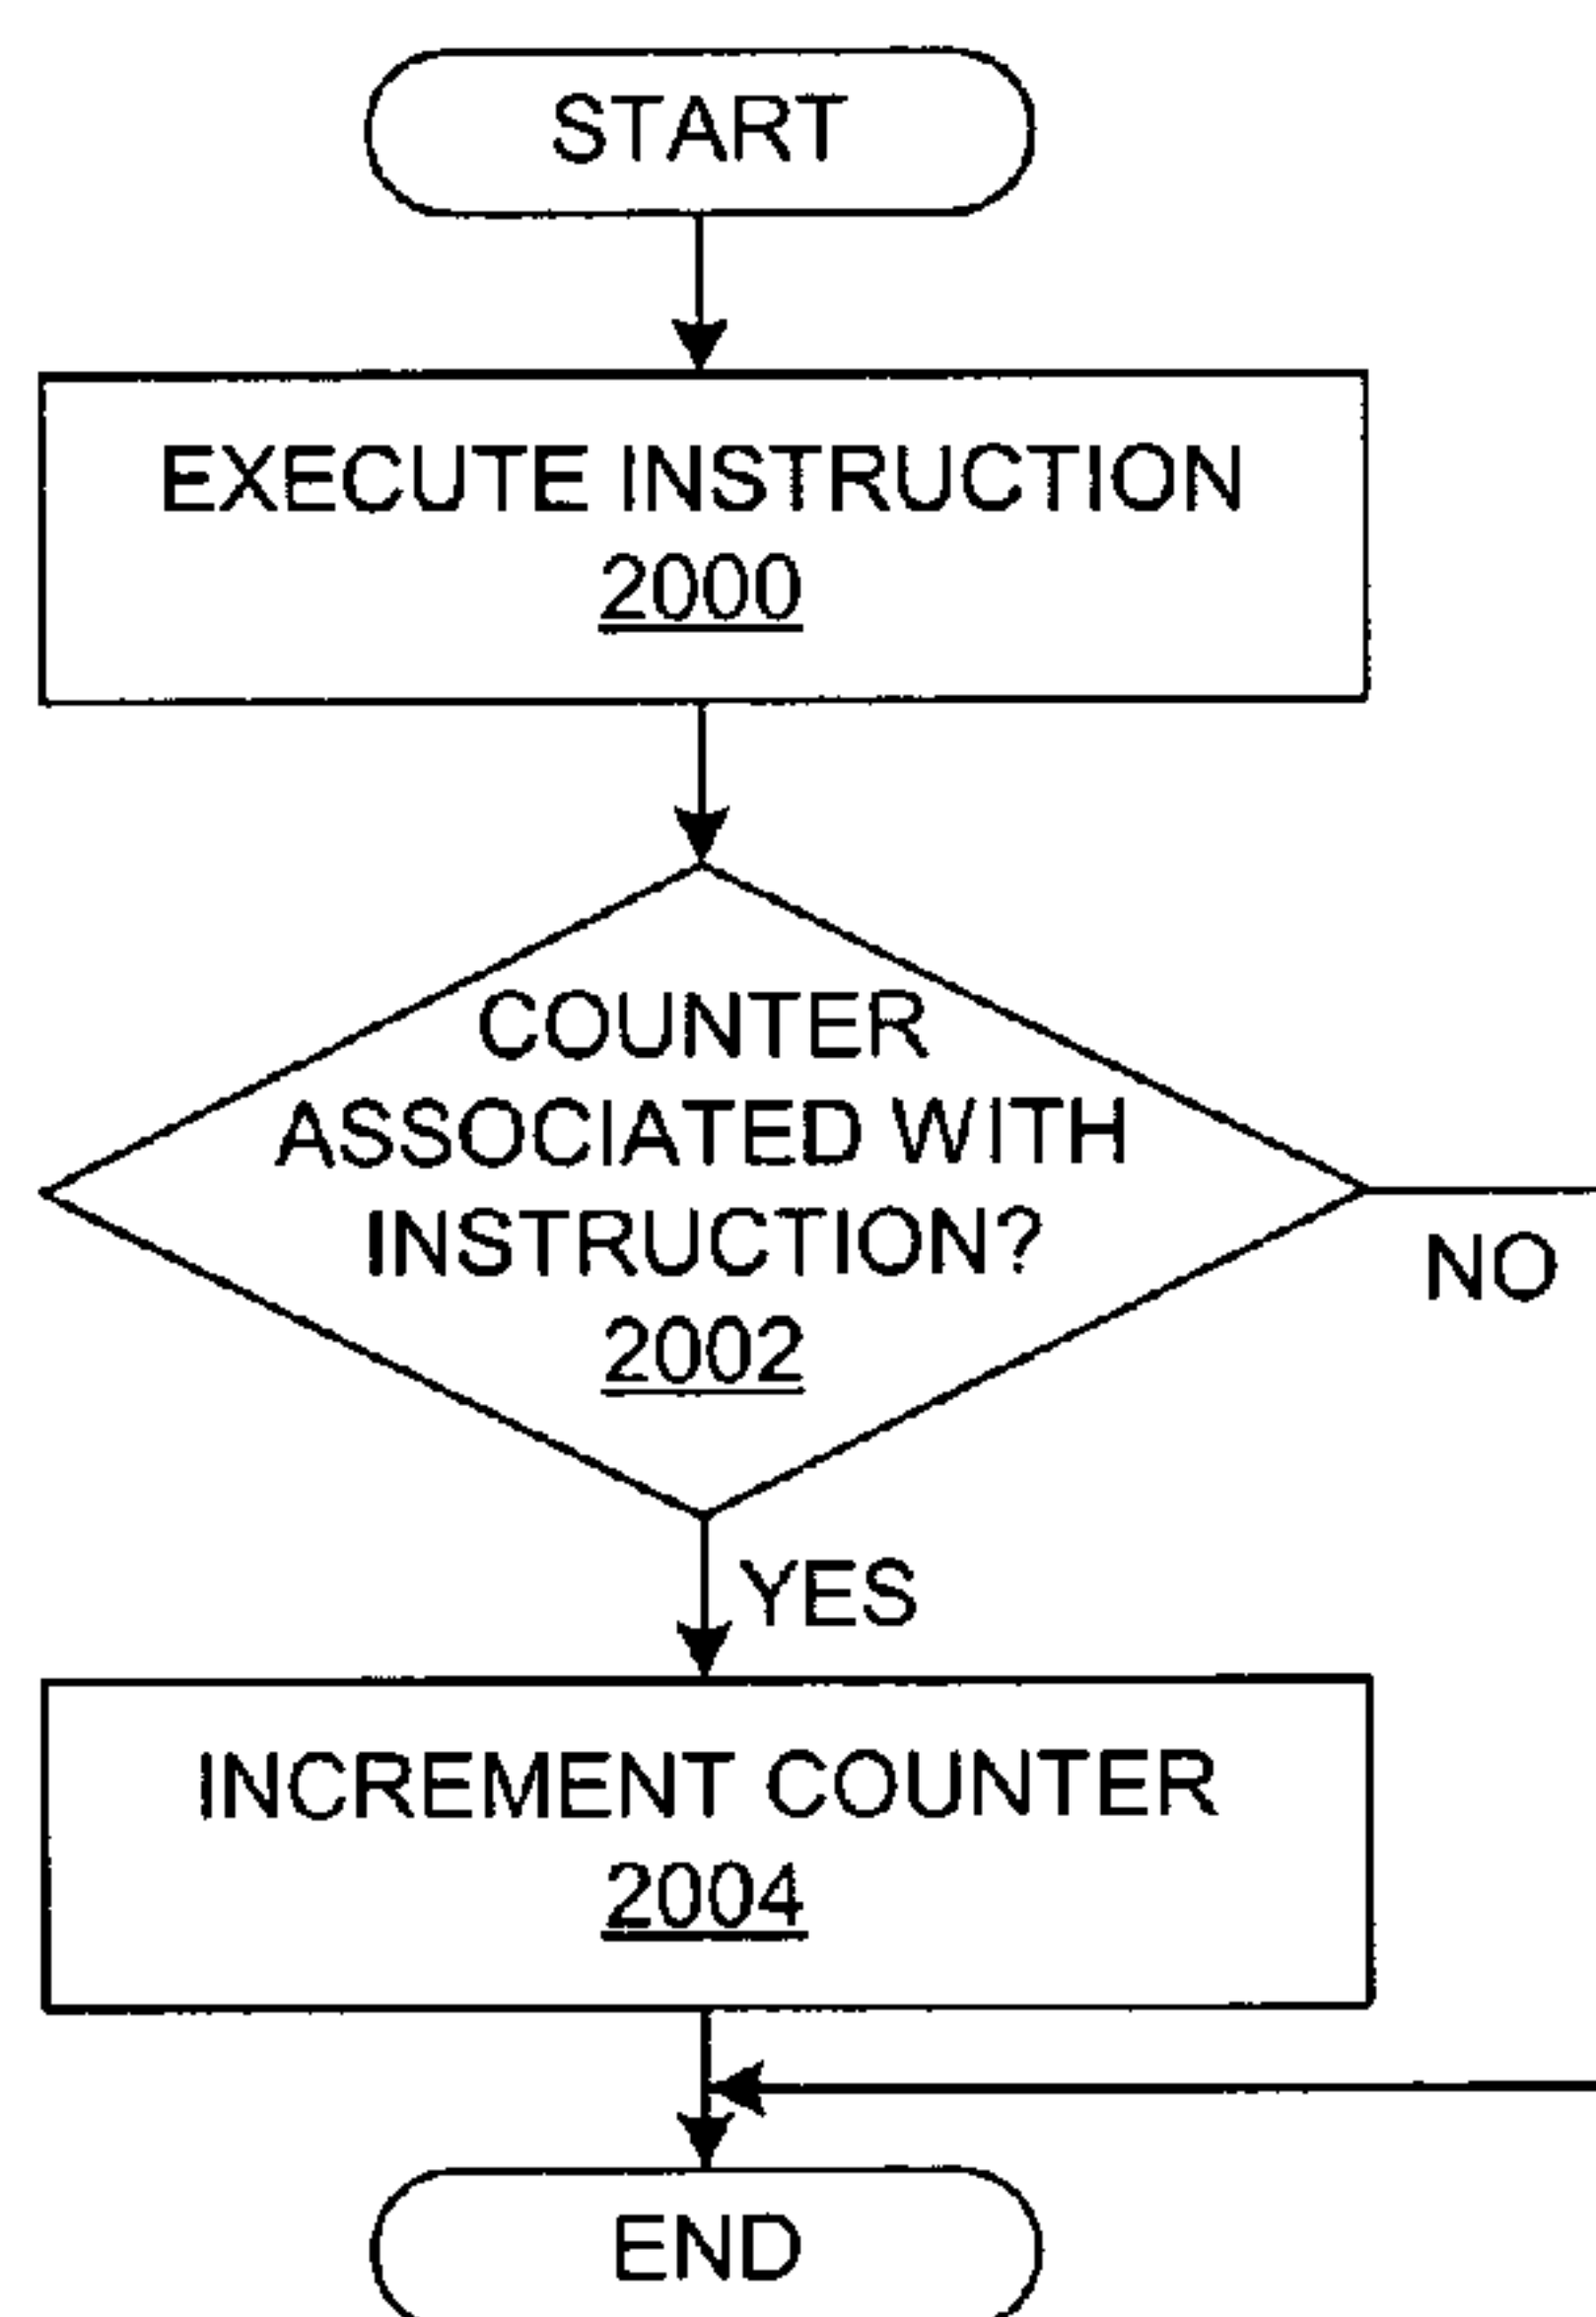 START
EXECUTE INSTRUCTION
2000
COUNTER
ASSOCIATED WITH
INSTRUCTION?
2002
NO
YES
INCREMENT COUNTER
2004
END